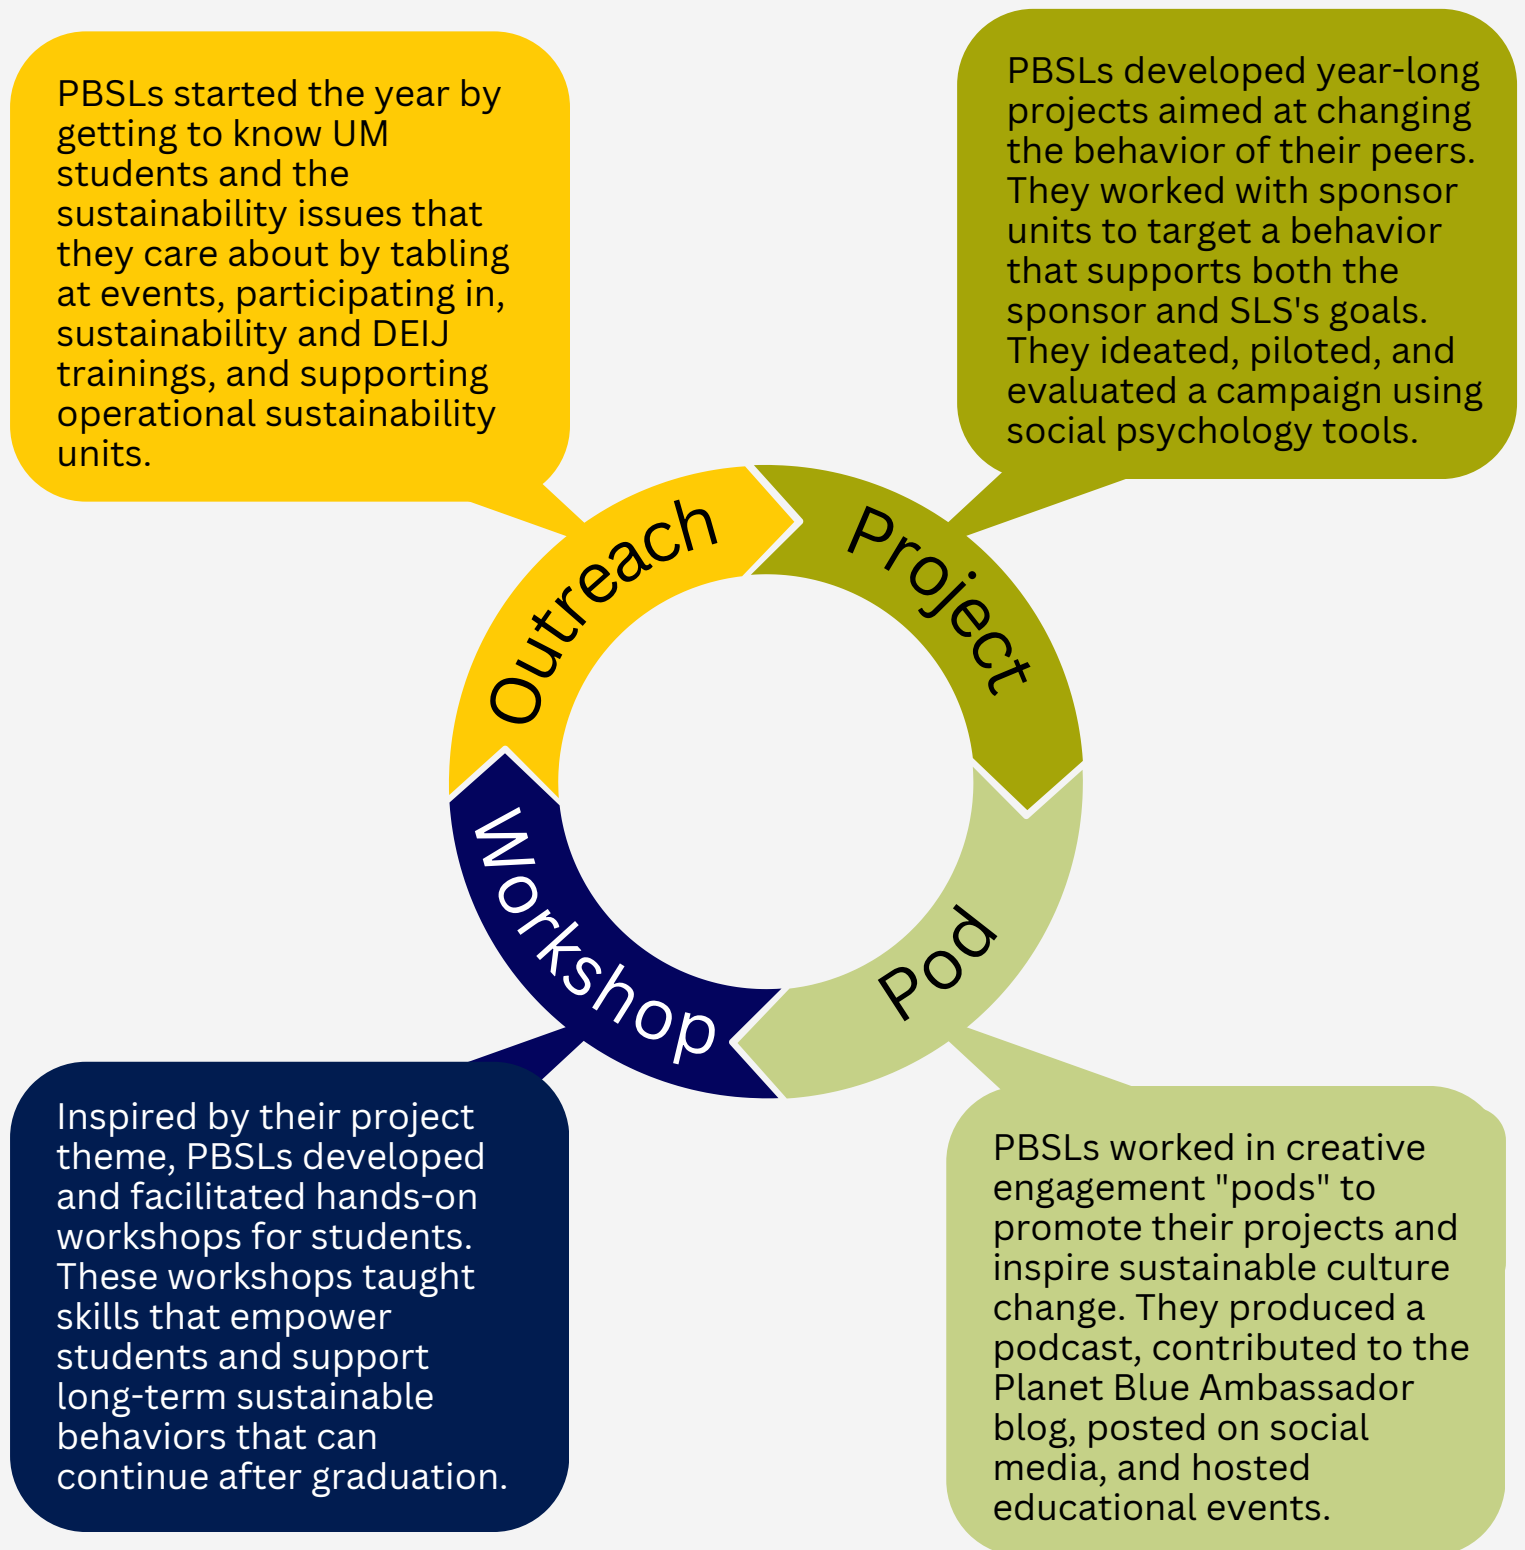 PBSLs started the year by
getting to know UM
students and the
sustainability issues that
they care about by tabling
at events, participating in,
sustainability and DEIJ
trainings, and supporting
operational sustainability
units.
PBSLs developed year-long
projects aimed at changing
the behavior of their peers.
They worked with sponsor
units to target a behavior
that supports both the
sponsor and SLS's goals.
They ideated, piloted, and
evaluated a campaign using
social psychology tools.
Outreach
Project
Pod
Workshop
Inspired by their project
theme, PBSLs developed
and facilitated hands-on
workshops for students.
These workshops taught
skills that empower
students and support
long-term sustainable
behaviors that can
continue after graduation.
PBSLs worked in creative
engagement "pods" to
promote their projects and
inspire sustainable culture
change. They produced a
podcast, contributed to the
Planet Blue Ambassador
blog, posted on social
media, and hosted
educational events.